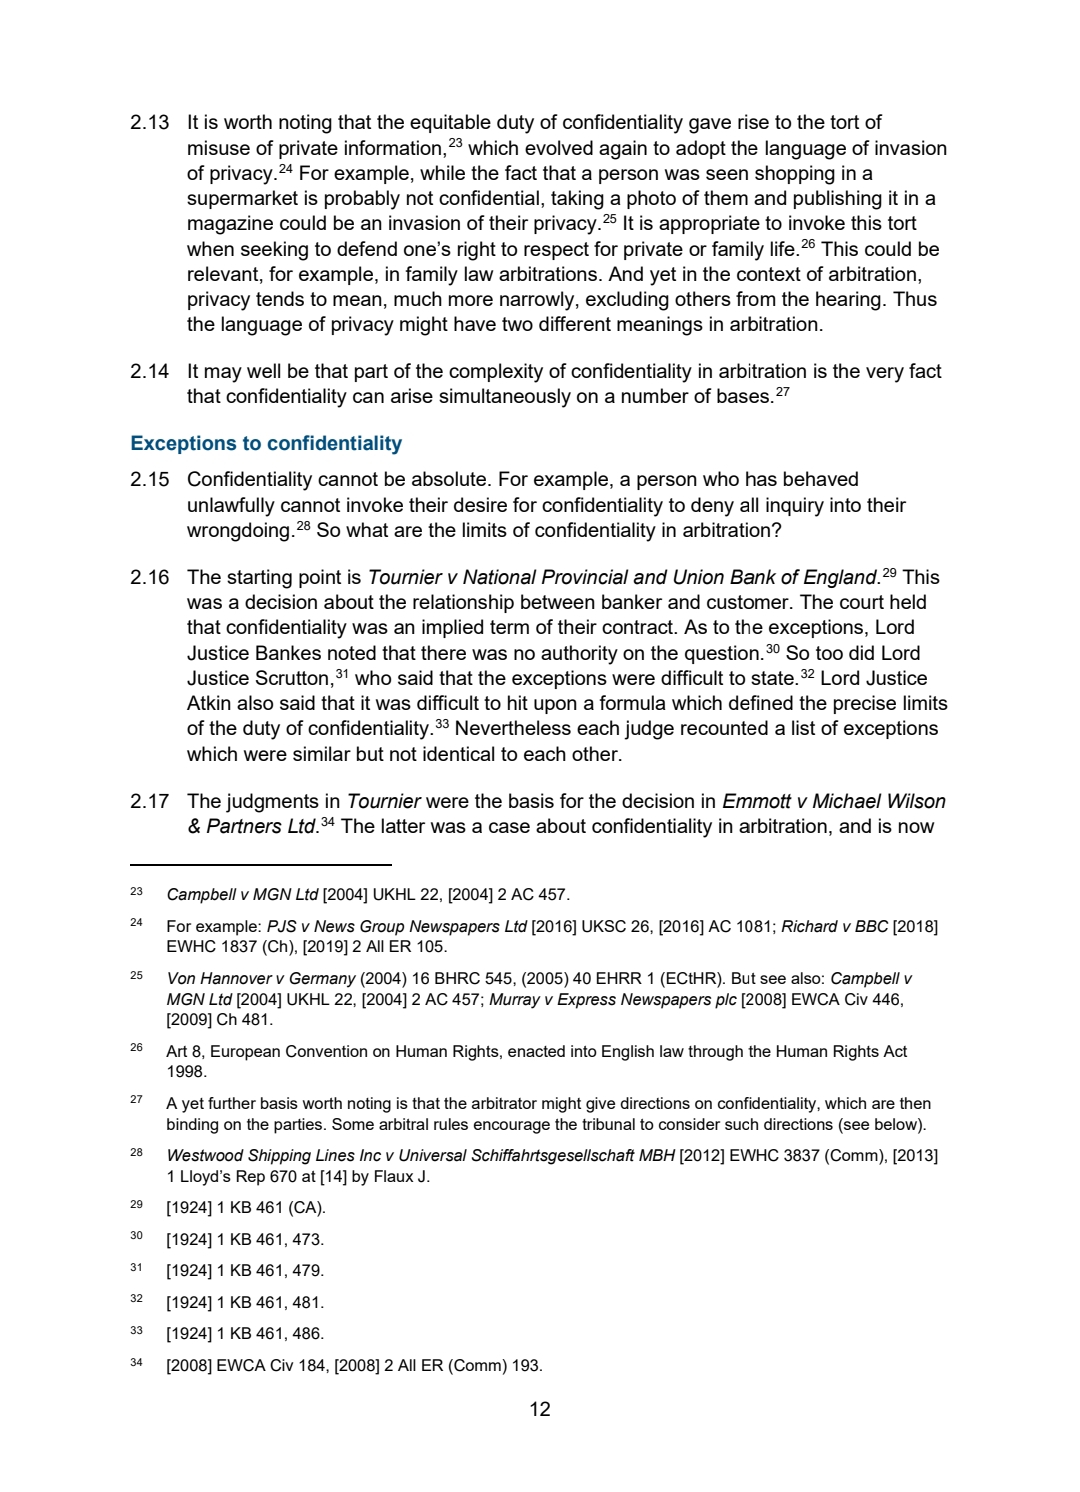 2.13 It is worth noting that the equitable duty of confidentiality gave rise to the tort of
misuse of private information,23 which evolved again to adopt the language of invasion
of privacy.24 For example, while the fact that a person was seen shopping in a
supermarket is probably not confidential, taking a photo of them and publishing it in a
magazine could be an invasion of their privacy.25 It is appropriate to invoke this tort
when seeking to defend one's right to respect for private or family life.26 This could be
relevant, for example, in family law arbitrations. And yet in the context of arbitration,
privacy tends to mean, much more narrowly, excluding others from the hearing. Thus
the language of privacy might have two different meanings in arbitration.
2.14 It may well be that part of the complexity of confidentiality in arbitration is the very fact
that confidentiality can arise simultaneously on a number of bases.27
Exceptions to confidentiality
2.15 Confidentiality cannot be absolute. For example, a person who has behaved
unlawfully cannot invoke their desire for confidentiality to deny all inquiry into their
wrongdoing.28 So what are the limits of confidentiality in arbitration?
2.16 The starting point is Tournier v National Provincial and Union Bank of England.29 This
was a decision about the relationship between banker and customer. The court held
that confidentiality was an implied term of their contract. As to the exceptions, Lord
Justice Bankes noted that there was no authority on the question.30 So too did Lord
Justice Scrutton,31 who said that the exceptions were difficult to state.32 Lord Justice
Atkin also said that it was difficult to hit upon a formula which defined the precise limits
of the duty of confidentiality.33 Nevertheless each judge recounted a list of exceptions
which were similar but not identical to each other.
2.17 The judgments in Tournier were the basis for the decision in Emmott v Michael Wilson
& Partners Ltd.34 The latter was a case about confidentiality in arbitration, and is now
23 Campbell v MGN Ltd [2004] UKHL 22, [2004] 2 AC 457.
24 For example: PJS v News Group Newspapers Ltd [2016] UKSC 26, [2016] AC 1081; Richard v BBC [2018]
EWHC 1837 (Ch), [2019] 2 All ER 105.
25 Von Hannover v Germany (2004) 16 BHRC 545, (2005) 40 EHRR 1 (ECtHR). But see also: Campbell v
MGN Ltd [2004] UKHL 22, [2004] 2 AC 457; Murray v Express Newspapers plc [2008] EWCA Civ 446,
[2009] Ch 481.
26 Art 8, European Convention on Human Rights, enacted into English law through the Human Rights Act
1998.
27 A yet further basis worth noting is that the arbitrator might give directions on confidentiality, which are then
binding on the parties. Some arbitral rules encourage the tribunal to consider such directions (see below).
28 Westwood Shipping Lines Inc v Universal Schiffahrtsgesellschaft MBH [2012] EWHC 3837 (Comm), [2013]
1 Lloyd's Rep 670 at [14] by Flaux J.
29 [1924] 1 KB 461 (CA).
30 [1924] 1 KB 461, 473.
31 [1924] 1 KB 461, 479.
32 [1924] 1 KB 461, 481.
33 [1924] 1 KB 461, 486.
34 [2008] EWCA Civ 184, [2008] 2 All ER (Comm) 193.
12